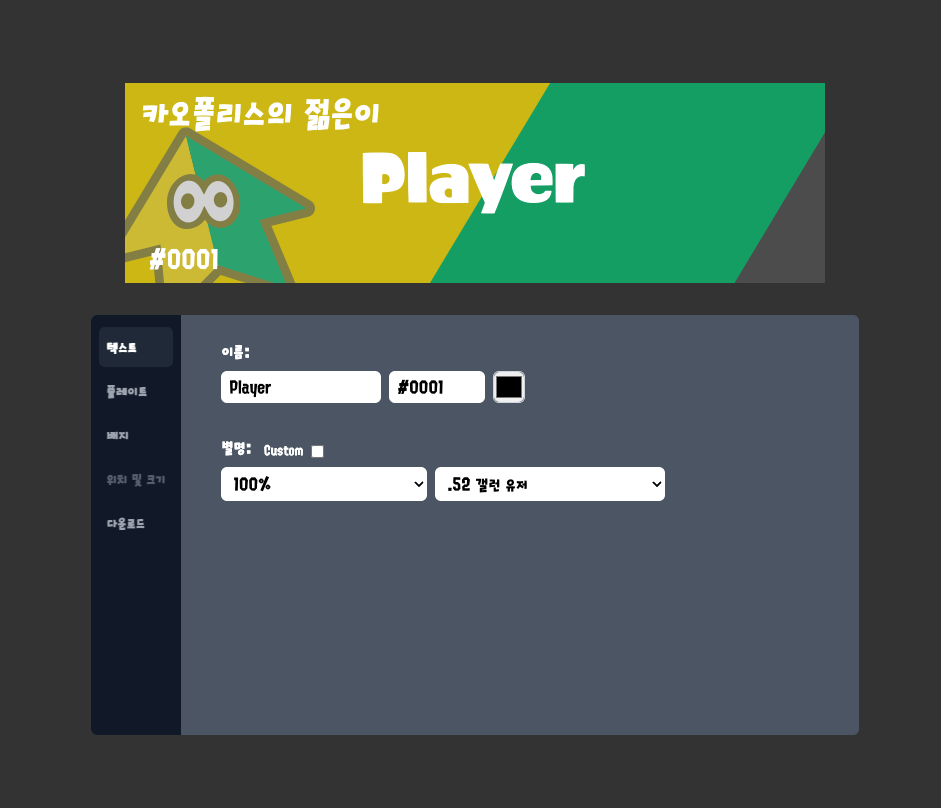 카오폴리스의 젊은이
Player
#0001
텍스트
플레이트
배지
위치 및 크기
다운로드
이름:
Player #0001
별명: Custom
100% .52 갤런 유저